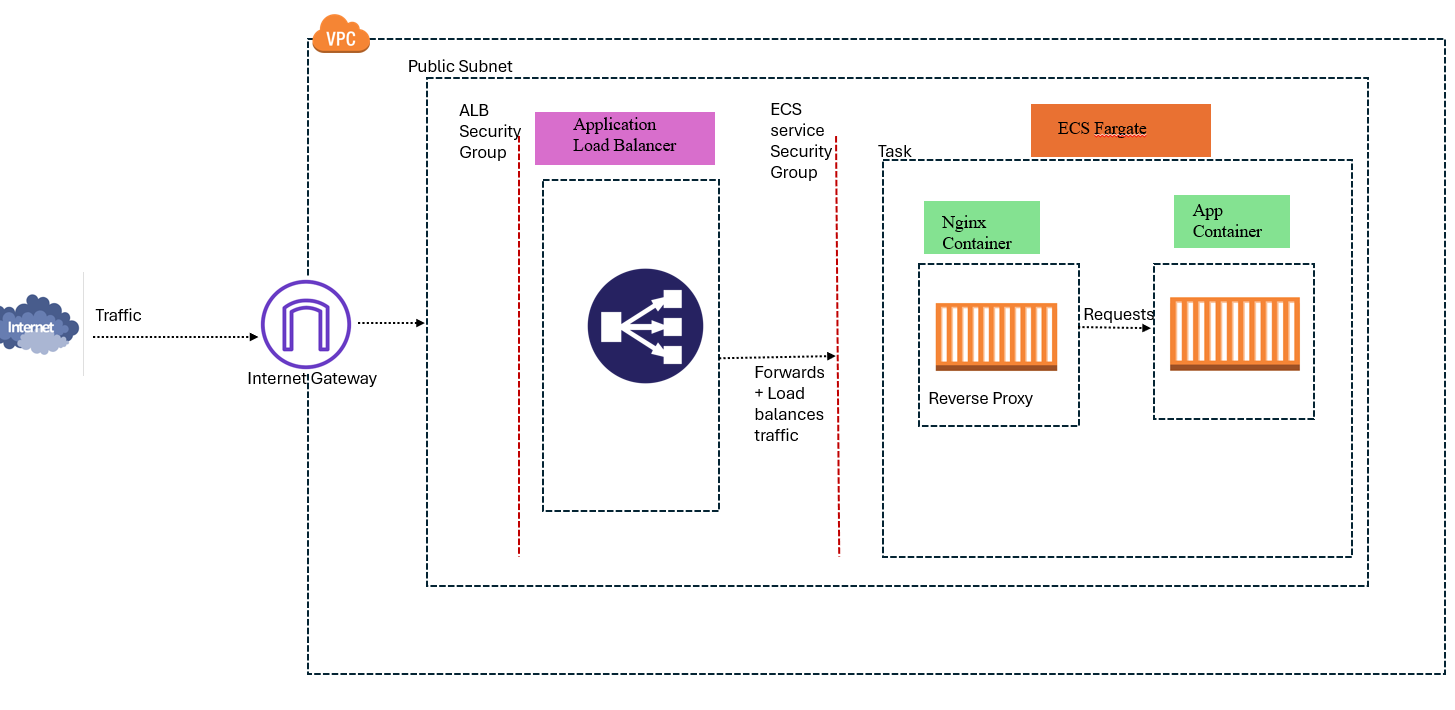 VPC
Public Subnet
ALB
Security
Group
Application
Load Balancer
ECS
service
Security
Group
ECS Fargate
Task
Nginx
Container
App
Container
Internet
Traffic
Internet Gateway
Requests
Forwards
+ Load
balances
traffic
Reverse Proxy